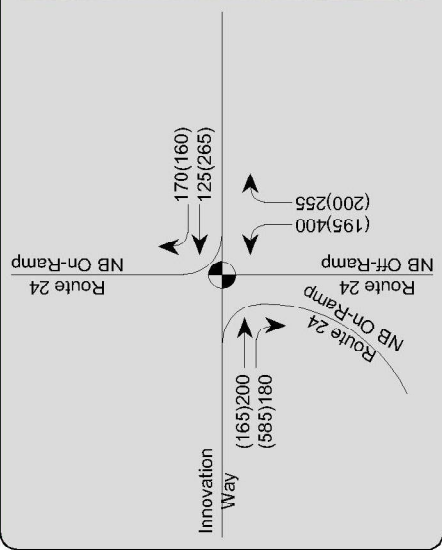 170(160)
125(265)
(200)255
(195)400
Route 24
NB On-Ramp
Route 24
NB Off-Ramp
Route 24
NB On-Ramp
(165)200
(585)180
Innovation
Way